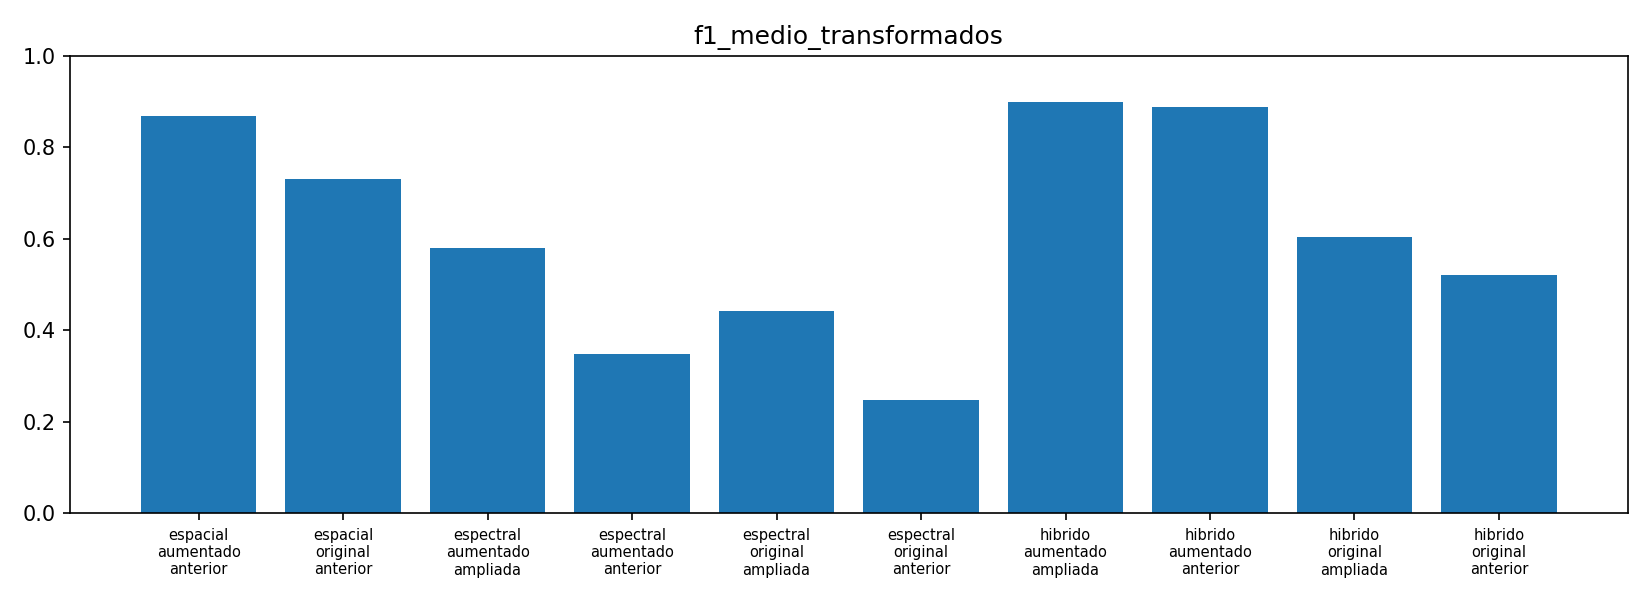 f1_medio_transformados
1.0
0.8
0.6
0.4
0.2
0.0
espacial
aumentado
anterior
espacial
original
anterior
espectral
aumentado
ampliada
espectral
aumentado
anterior
espectral
original
ampliada
espectral
original
anterior
hibrido
aumentado
ampliada
hibrido
aumentado
anterior
hibrido
original
ampliada
hibrido
original
anterior